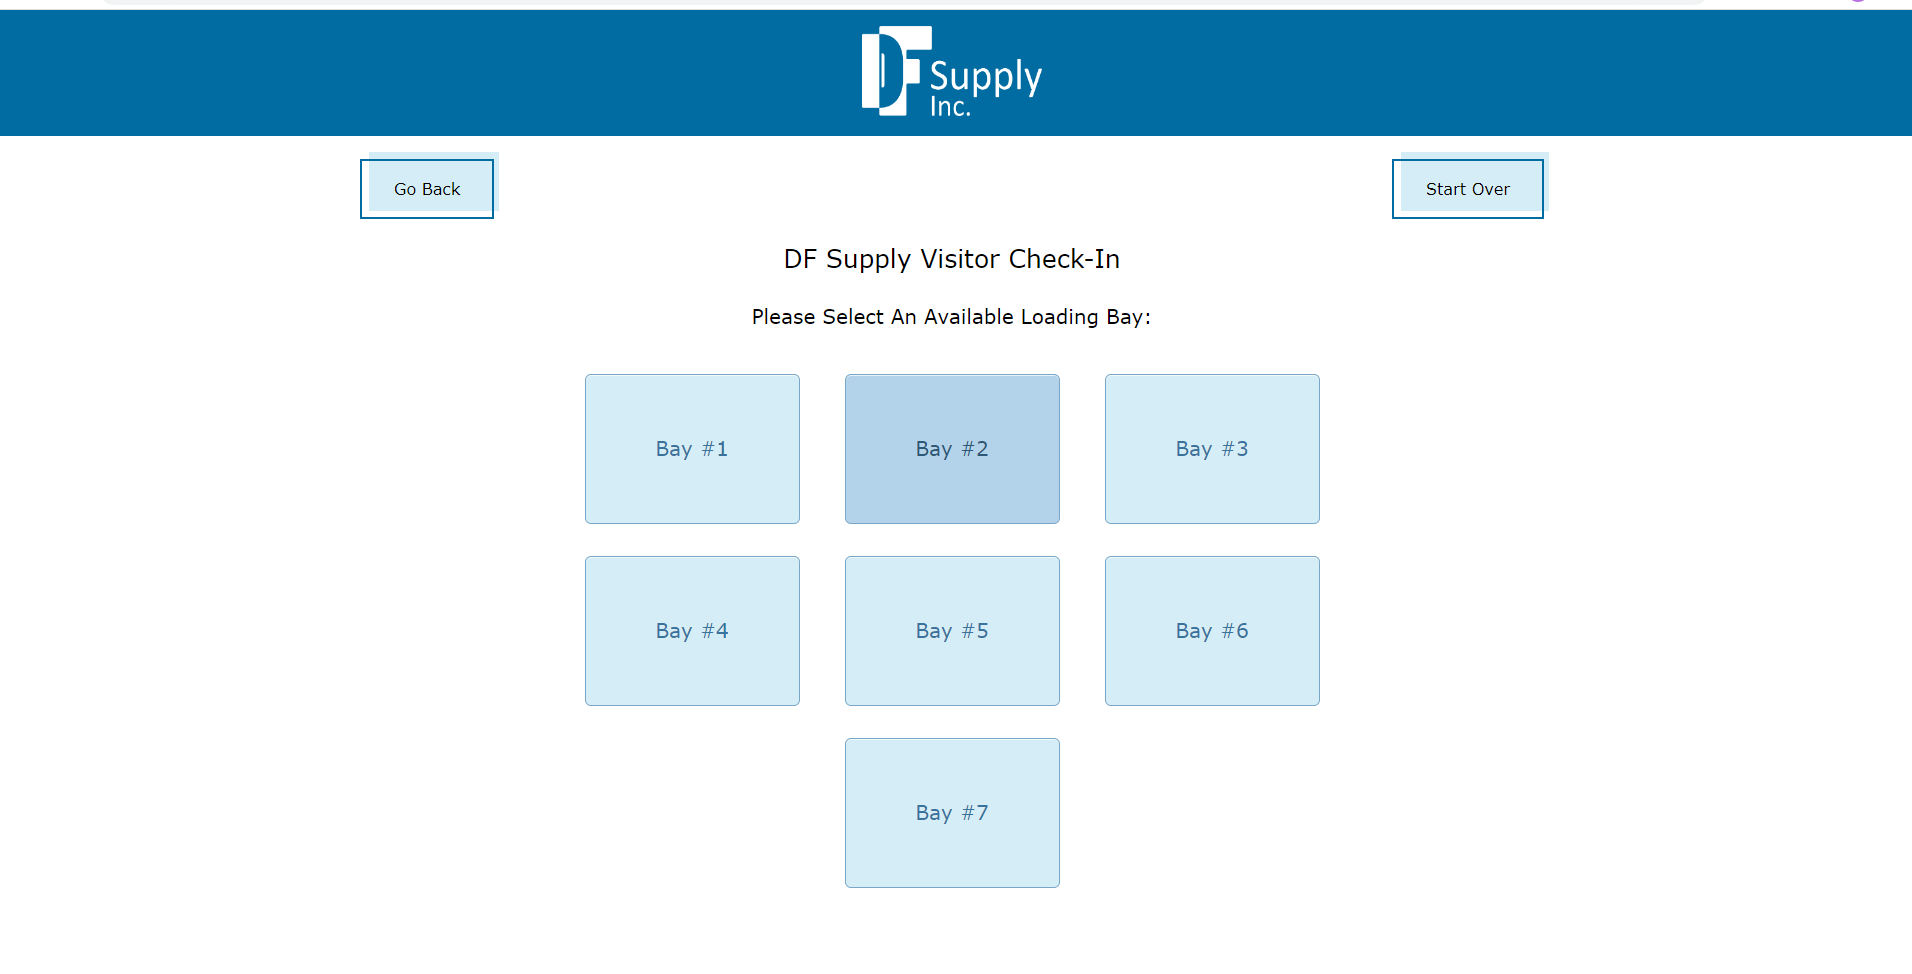 DF Supply
Inc.
Go Back
Start Over
DF Supply Visitor Check-In
Please Select An Available Loading Bay:
Bay #1
Bay #2
Bay #3
Bay #4
Bay #5
Bay #6
Bay #7